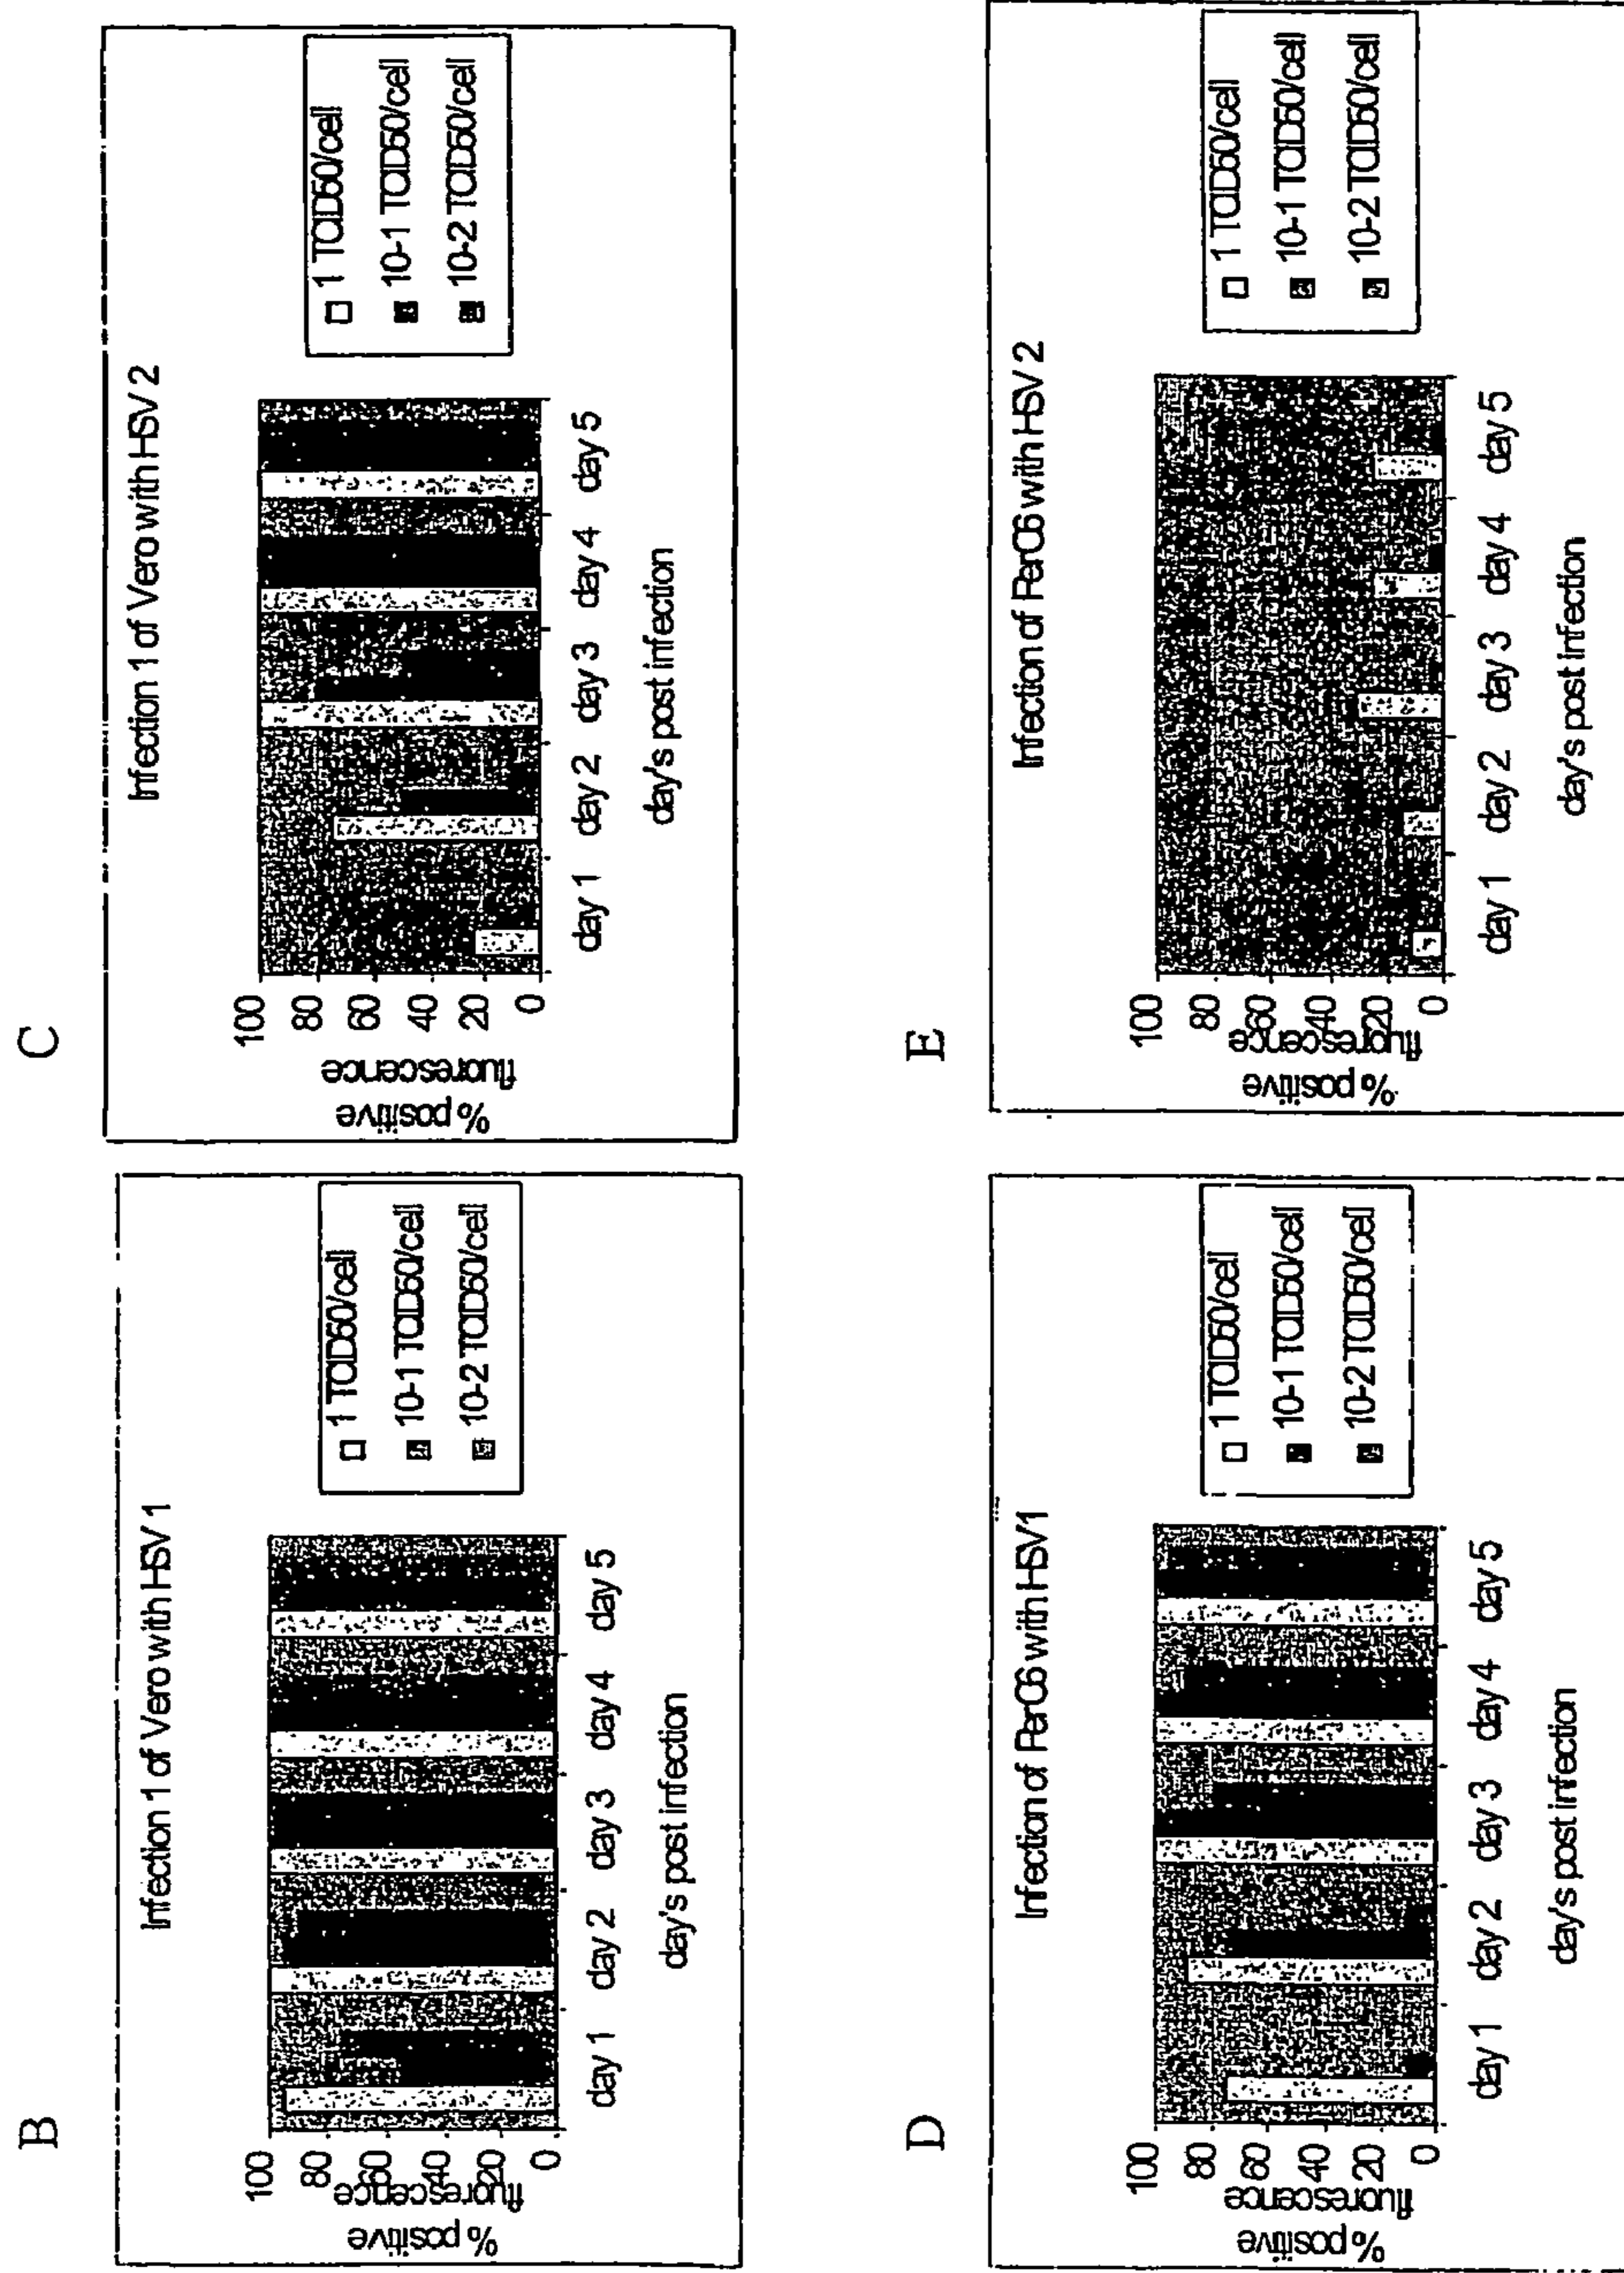 B
Infection 1 of Vero with HSV 1
% positive
fluorescence
100
80
60
40
20
0
day 1 day 2 day 3 day 4 day 5
day's post infection
1 TCID50/cell
10-1 TCID50/cell
10-2 TCID50/cell
C
Infection 1 of Vero with HSV 2
% positive
fluorescence
100
80
60
40
20
0
day 1 day 2 day 3 day 4 day 5
day's post infection
1 TCID50/cell
10-1 TCID50/cell
10-2 TCID50/cell
D
Infection of PerC6 with HSV1
% positive
fluorescence
100
80
60
40
20
0
day 1 day 2 day 3 day 4 day 5
day's post infection
1 TCID50/cell
10-1 TCID50/cell
10-2 TCID50/cell
E
Infection of PerC6 with HSV 2
% positive
fluorescence
100
80
60
40
20
0
day 1 day 2 day 3 day 4 day 5
day's post infection
1 TCID50/cell
10-1 TCID50/cell
10-2 TCID50/cell